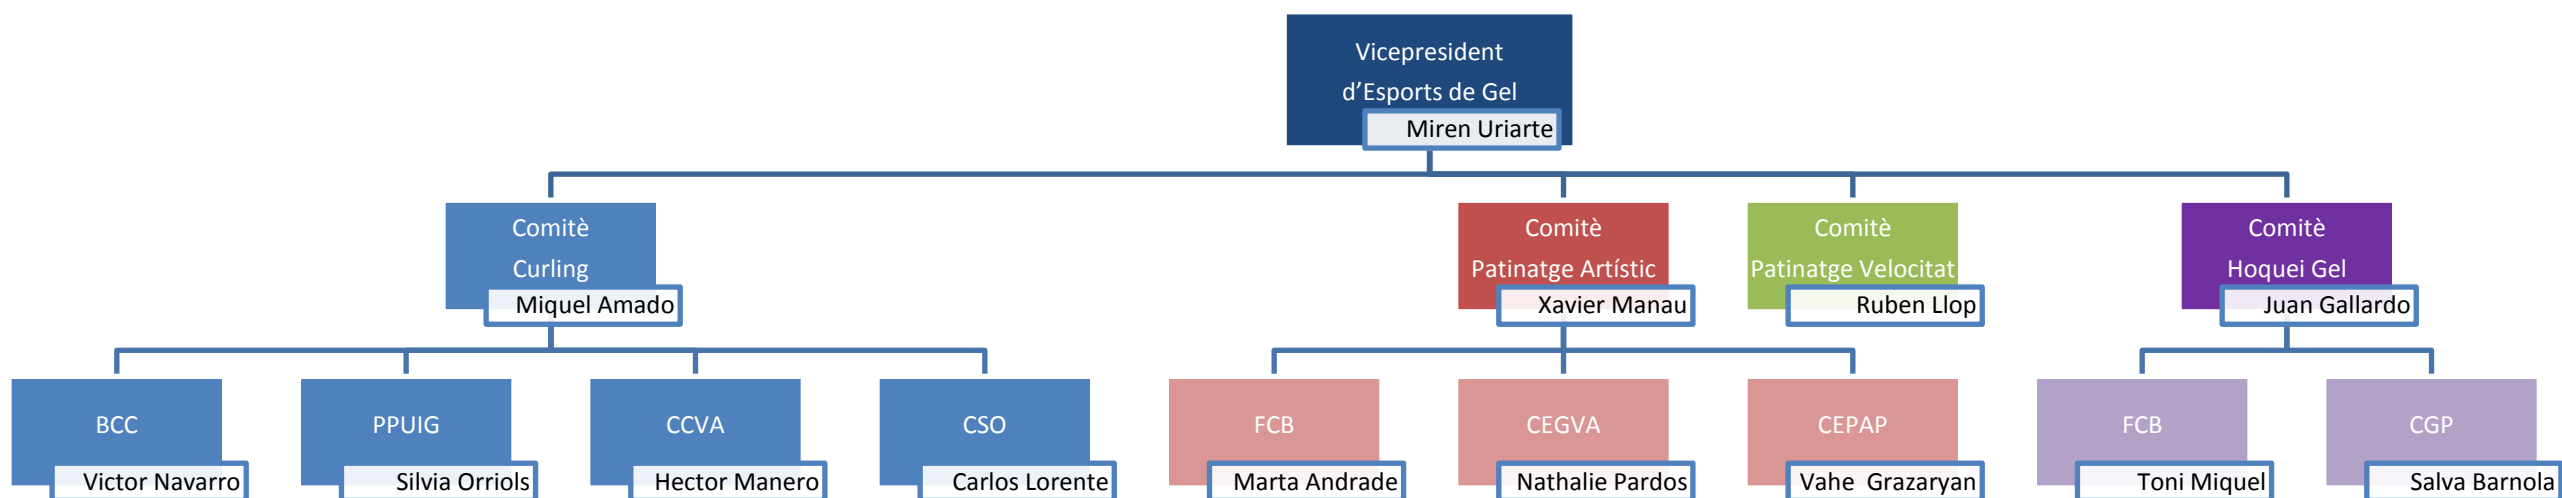 Vicepresident
d’Esports de Gel
Miren Uriarte
Comitè
Curling
Miquel Amado
Comitè
Patinatge Artístic
Xavier Manau
Comitè
Patinatge Velocitat
Ruben Llop
Comitè
Hoquei Gel
Juan Gallardo
BCC
Victor Navarro
PPUIG
Silvia Orriols
CCVA
Hector Manero
CSO
Carlos Lorente
FCB
Marta Andrade
CEGVA
Nathalie Pardos
CEPAP
Vahe Grazaryan
FCB
Toni Miquel
CGP
Salva Barnola